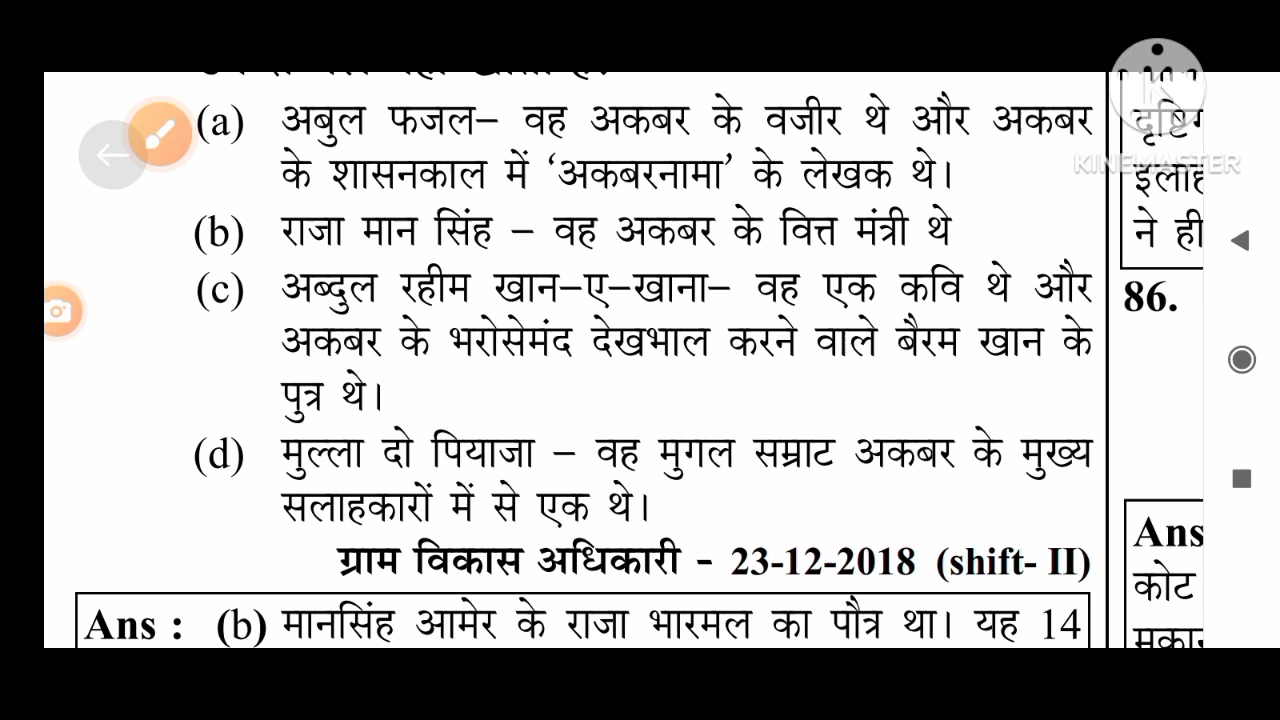 (a) अबुल फजल– वह अकबर के वजीर थे और अकबर
के शासनकाल में ‘अकबरनामा’ के लेखक थे।
(b) राजा मान सिंह – वह अकबर के वित्त मंत्री थे
(c) अब्दुल रहीम खान–ए–खाना– वह एक कवि थे और
अकबर के भरोसेमंद देखभाल करने वाले बैरम खान के
पुत्र थे।
(d) मुल्ला दो पियाजा – वह मुगल सम्राट अकबर के मुख्य
सलाहकारों में से एक थे।
ग्राम विकास अधिकारी - 23-12-2018 (shift- II)
Ans : (b) मानसिंह आमेर के राजा भारमल का पौत्र था। यह 14
ने ही
86.
Ans
कोट
KINEMASTER